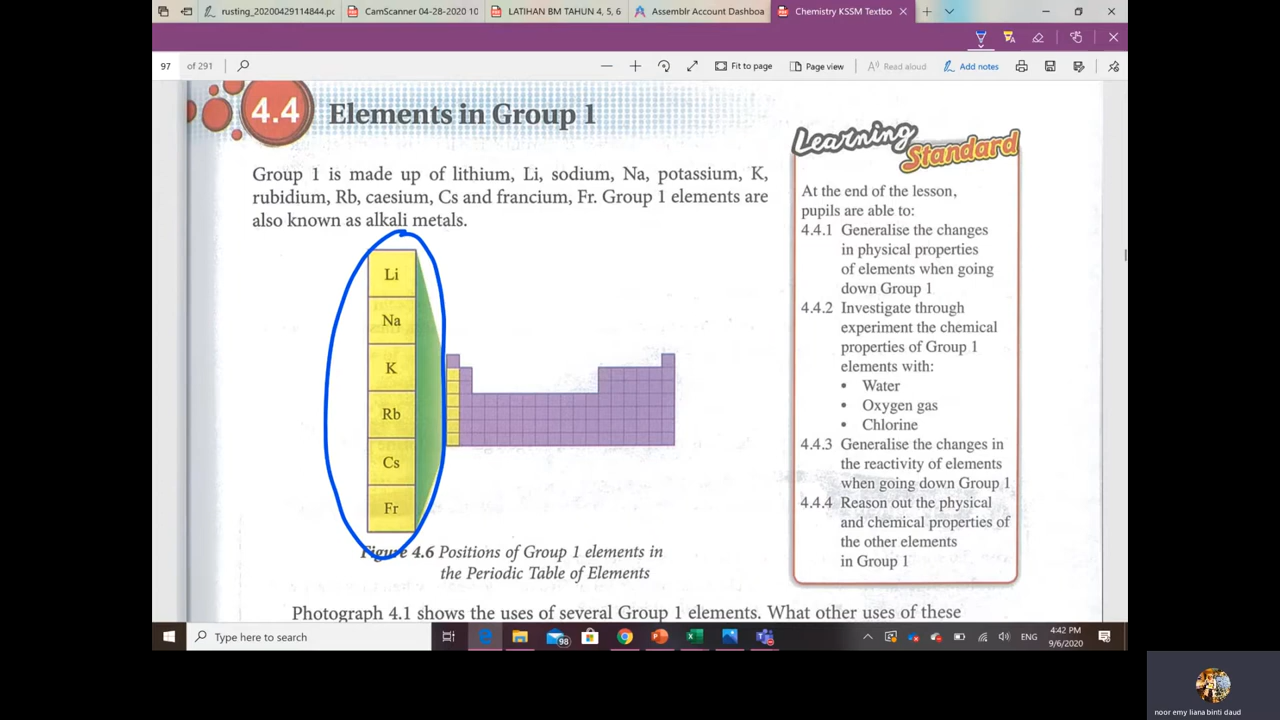 rusting_20200429114844.pc
CamScanner 04-28-2020 10
LATIHAN BM TAHUN 4, 5, 6
Assemblr Account Dashboa
Chemistry KSSM Textbo
97 of 291
Fit to page
Page view
Read aloud
Add notes
4.4 Elements in Group 1
Group 1 is made up of lithium, Li, sodium, Na, potassium, K,
rubidium, Rb, caesium, Cs and francium, Fr. Group 1 elements are
also known as alkali metals.
Li
Na
K
Rb
Cs
Fr
Figure 4.6 Positions of Group 1 elements in
the Periodic Table of Elements
Photograph 4.1 shows the uses of several Group 1 elements. What other uses of these
Learning
Standard
At the end of the lesson,
pupils are able to:
4.4.1 Generalise the changes
in physical properties
of elements when going
down Group 1
4.4.2 Investigate through
experiment the chemical
properties of Group 1
elements with:
• Water
• Oxygen gas
• Chlorine
4.4.3 Generalise the changes in
the reactivity of elements
when going down Group 1
4.4.4 Reason out the physical
and chemical properties of
the other elements
in Group 1
Type here to search
98
ENG
4:42 PM
9/6/2020
noor emy liana binti daud